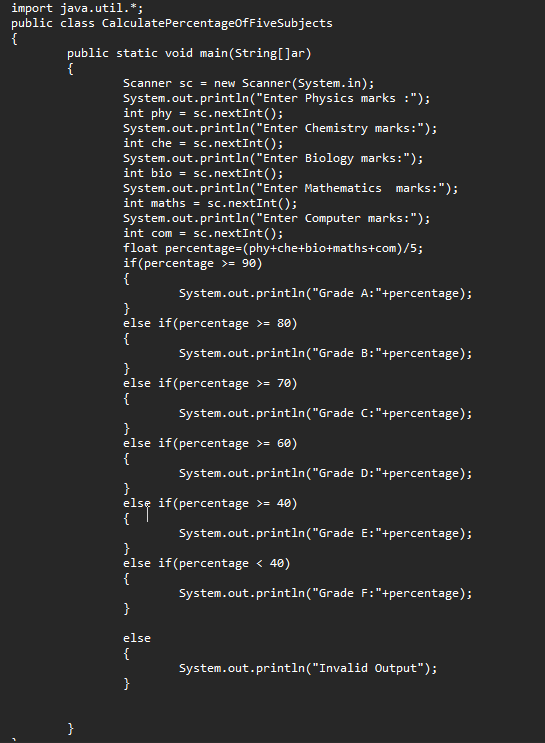 import java.util.*;
public class CalculatePercentageOfFiveSubjects
{
public static void main(String[]ar)
{
Scanner sc = new Scanner(System.in);
System.out.println("Enter Physics marks :");
int phy = sc.nextInt();
System.out.println("Enter Chemistry marks:");
int che = sc.nextInt();
System.out.println("Enter Biology marks:");
int bio = sc.nextInt();
System.out.println("Enter Mathematics  marks:");
int maths = sc.nextInt();
System.out.println("Enter Computer marks:");
int com = sc.nextInt();
float percentage=(phy+che+bio+maths+com)/5;
if(percentage >= 90)
{
System.out.println("Grade A:"+percentage);
}
else if(percentage >= 80)
{
System.out.println("Grade B:"+percentage);
}
else if(percentage >= 70)
{
System.out.println("Grade C:"+percentage);
}
else if(percentage >= 60)
{
System.out.println("Grade D:"+percentage);
}
else if(percentage >= 40)
{
System.out.println("Grade E:"+percentage);
}
else if(percentage < 40)
{
System.out.println("Grade F:"+percentage);
}
else
{
System.out.println("Invalid Output");
}
}
}